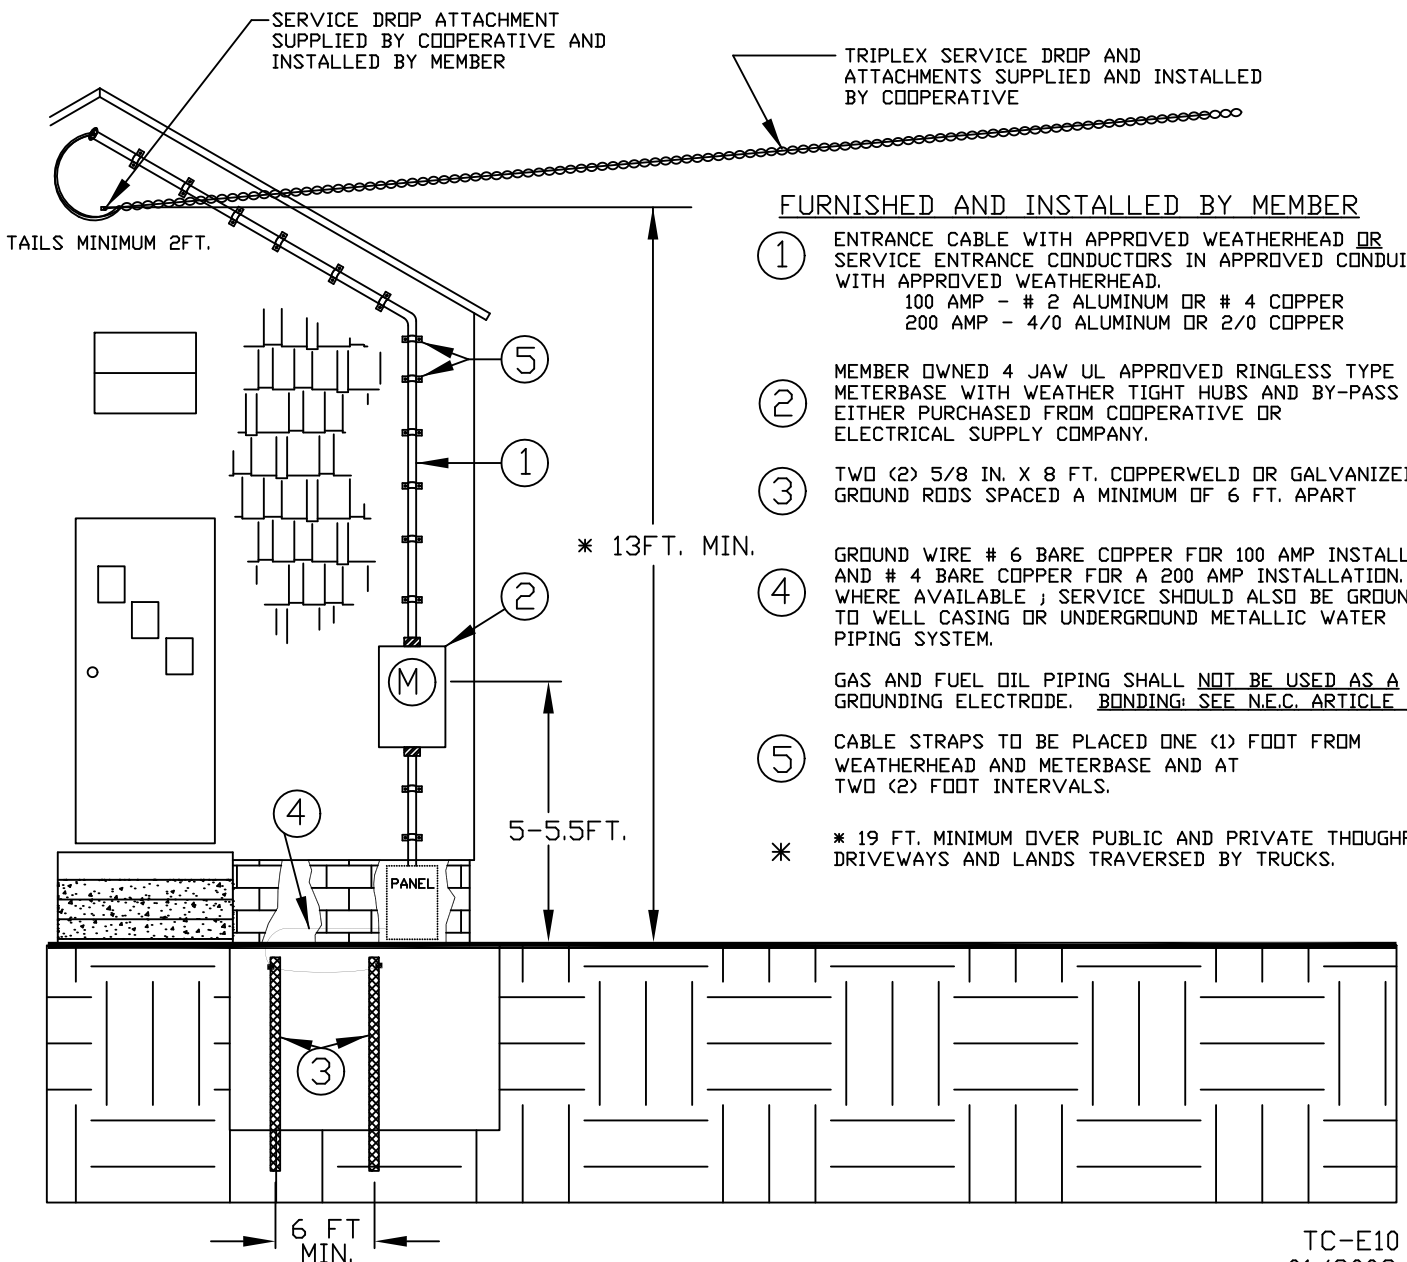 SERVICE DROP ATTACHMENT
SUPPLIED BY COOPERATIVE AND
INSTALLED BY MEMBER
TRIPLEX SERVICE DROP AND
ATTACHMENTS SUPPLIED AND INSTALLED
BY COOPERATIVE
TAILS MINIMUM 2FT.
FURNISHED AND INSTALLED BY MEMBER
1 ENTRANCE CABLE WITH APPROVED WEATHERHEAD OR
SERVICE ENTRANCE CONDUCTORS IN APPROVED CONDUI
WITH APPROVED WEATHERHEAD.
100 AMP - # 2 ALUMINUM OR # 4 COPPER
200 AMP - 4/0 ALUMINUM OR 2/0 COPPER
2 MEMBER OWNED 4 JAW UL APPROVED RINGLESS TYPE
METERBASE WITH WEATHER TIGHT HUBS AND BY-PASS
EITHER PURCHASED FROM COOPERATIVE OR
ELECTRICAL SUPPLY COMPANY.
3 TWO (2) 5/8 IN. X 8 FT. COPPERWELD OR GALVANIZED
GROUND RODS SPACED A MINIMUM OF 6 FT. APART
4 GROUND WIRE # 6 BARE COPPER FOR 100 AMP INSTALL
AND # 4 BARE COPPER FOR A 200 AMP INSTALLATION.
WHERE AVAILABLE ; SERVICE SHOULD ALSO BE GROUN
TO WELL CASING OR UNDERGROUND METALLIC WATER
PIPING SYSTEM.
GAS AND FUEL OIL PIPING SHALL NOT BE USED AS A
GROUNDING ELECTRODE. BONDING: SEE N.E.C. ARTICLE
5 CABLE STRAPS TO BE PLACED ONE (1) FOOT FROM
WEATHERHEAD AND METERBASE AND AT
TWO (2) FOOT INTERVALS.
* * 19 FT. MINIMUM OVER PUBLIC AND PRIVATE THOUGHF
DRIVEWAYS AND LANDS TRAVERSED BY TRUCKS.
5
1
* 13FT. MIN.
2
M
5-5.5FT.
4
PANEL
3
6 FT
MIN.
TC-E10